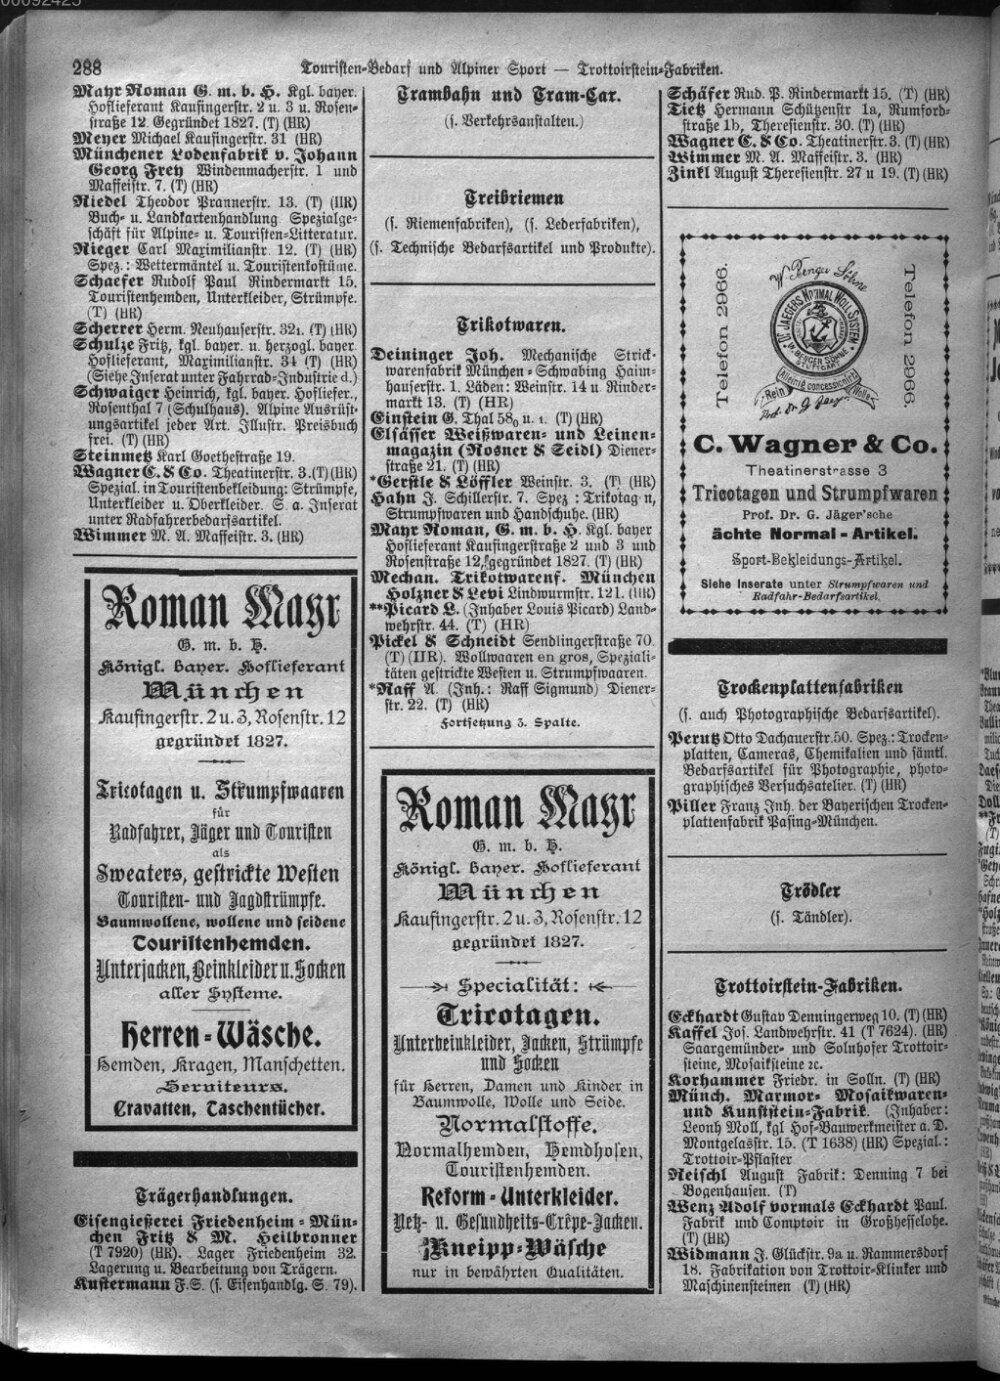 00092425
288
Touristen-Bedarf und Alpiner Sport — Trottoirstein-Fabriken.
Mayr Roman G. m. b. H. Kgl. bayer.
Hoflieferant Kaufingerstr. 2 u. 3 u. Rosen-
straße 12. Gegründet 1827. (T) (HR)
Meyer Michael Kaufingerstr. 31 (HR)
Münchener Lodenfabrik v. Johann
Georg Frey Windenmacherstr. 1 und
Maffeistr. 7. (T) (HR)
Riedel Theodor Prannerstr. 13. (T) (HR)
Buch- u. Landkartenhandlung Spezialge-
schäft für Alpine- u. Touristen-Litteratur.
Rieger Carl Maximilianstr. 12. (T) (HR)
Spez.: Wettermäntel u. Touristenkostüme.
Schaefer Rudolf Paul Rindermarkt 15.
Touristenhemden, Unterkleider, Strümpfe.
(T) (HR)
Scherrer Herm. Neuhauserstr. 32. (T) (HR)
Schulze Fritz, kgl. bayer. u. herzogl. bayer.
Hoflieferant, Maximilianstr. 34 (T) (HR)
(Siehe Inserat unter Fahrrad-Industrie d.)
Schwaiger Heinrich, kgl. bayer. Hofliefer.,
Rosenthal 7 (Schulhaus). Alpine Ausrüst-
ungsartikel jeder Art. Illustr. Preisbuch
frei. (T) (HR)
Steinmetz Karl Goethestraße 19.
Wagner C. & Co. Theatinerstr. 3. (T) (HR)
Spezial. in Touristenbekleidung: Strümpfe,
Unterkleider u. Oberkleider. S. a. Inserat
unter Radfahrerbedarfsartikel.
Wimmer M. A. Maffeistr. 3. (HR)
Roman Mayr
G. m. b. H.
Königl. bayer. Hoflieferant
München
Kaufingerstr. 2 u. 3, Rosenstr. 12
gegründet 1827.
Tricotagen u. Strumpfwaaren
für
Radfahrer, Jäger und Touristen
als
Sweaters, gestrickte Westen
Touristen- und Jagdstrümpfe.
Baumwollene, wollene und seidene
Touristenhemden.
Unterjacken, Beinkleider u. Socken
aller Systeme.
Herren-Wäsche.
Hemden, Kragen, Manschetten.
Serviteurs.
Cravatten, Taschentücher.
Trägerhandlungen.
Eisengießerei Friedenheim-Mün-
chen Fritz & M. Heilbronner
(T 7920) (HR). Lager Friedenheim 32.
Lagerung u. Bearbeitung von Trägern.
Kustermann F. S. (s. Eisenhandlg. S. 79).
Trambahn und Tram-Car.
(s. Verkehrsanstalten.)
Treibriemen
(s. Riemenfabriken), (s. Lederfabriken),
(s. Technische Bedarfsartikel und Produkte).
Trikotwaren.
Deininger Joh. Mechanische Strick-
warenfabrik München-Schwabing Haim-
hauserstr. 1. Läden: Weinstr. 14 u. Rinder-
markt 13. (T) (HR)
Einstein G. Thal 58 0 u. 1. (T) (HR)
Elsässer Weißwaren- und Leinen-
magazin (Rosner & Seidl) Diener-
straße 21. (T) (HR)
*Gerstle & Löffler Weinstr. 3. (T) (HR)
Hahn J. Schillerstr. 7. Spez: Trikotagen,
Strumpfwaren und Handschuhe. (HR)
Mayr Roman, G. m. b. H. Kgl. bayer
Hoflieferant Kaufingerstraße 2 und 3 und
Rosenstraße 12, gegründet 1827. (T) (HR)
Mechan. Trikotwarenf. München
Holzner & Levi Lindwurmstr. 121. (HR)
**Picard L. (Inhaber Louis Picard) Land-
wehrstr. 44. (T) (HR)
Pickel & Schneidt Sendlingerstraße 70.
(T) (HR). Wollwaaren en gros, Speziali-
täten gestrickte Westen u. Strumpfwaaren.
*Raff A. (Inh.: Raff Sigmund) Diener-
str. 22. (T) (HR)
Fortsetzung 3. Spalte.
Roman Mayr
G. m. b. H.
Königl. bayer. Hoflieferant
München
Kaufingerstr. 2 u. 3, Rosenstr. 12
gegründet 1827.
Specialität:
Tricotagen.
Unterbeinkleider, Jacken, Strümpfe
und Socken
für Herren, Damen und Kinder in
Baumwolle, Wolle und Seide.
Normalstoffe.
Normalhemden, Hemdhosen,
Touristenhemden.
Reform-Unterkleider.
Netz- u. Gesundheits-Crêpe-Jacken.
Kneipp-Wäsche
nur in bewährten Qualitäten.
Schäfer Rud. P. Rindermarkt 15. (T) (HR)
Tietz Hermann Schützenstr 1a, Rumford-
straße 1b, Theresienstr. 30. (T) (HR)
Wagner C. & Co. Theatinerstr. 3. (T) (HR)
Wimmer M. A. Maffeistr. 3. (HR)
Zinkl August Theresienstr. 27 u 19. (T) (HR)
Telefon 2966.
W. Benger Söhne
DR JAEGERS NORMAL WOLL SYSTEM
W. BENGER SÖHNE
STUTTGART
Allein concessionirt
Rein Wolle
Prof. Dr. G. Jaeger
Telefon 2966.
C. Wagner & Co.
Theatinerstrasse 3
Tricotagen und Strumpfwaren
Prof. Dr. G. Jäger'sche
ächte Normal-Artikel.
Sport-Bekleidungs-Artikel.
Siehe Inserate unter Strumpfwaren und
Radfahr-Bedarfsartikel.
Trockenplattenfabriken
(s. auch Photographische Bedarfsartikel).
Perutz Otto Dachauerstr. 50. Spez.: Trocken-
platten, Cameras, Chemikalien und sämtl.
Bedarfsartikel für Photographie, photo-
graphisches Versuchsatelier. (T) (HR)
Piller Franz Inh. der Bayerischen Trocken-
plattenfabrik Pasing-München.
Trödler
(s. Tändler).
Trottoirstein-Fabriken.
Eckhardt Gustav Denningerweg 10. (T) (HR)
Kaffel Jos. Landwehrstr. 41 (T 7624). (HR)
Saargemünder- und Solnhofer Trottoir-
steine, Mosaiksteine ꝛc.
Korhammer Friedr. in Solln. (T) (HR)
Münch. Marmor- Mosaikwaren-
und Kunststein-Fabrik. (Inhaber:
Leonh Moll, kgl Hof-Bauwerkmeister a. D.
Montgelasstr. 15. (T 1638) (HR) Spezial.:
Trottoir-Pflaster
Reischl August Fabrik: Denning 7 bei
Bogenhausen. (T)
Wenz Adolf vormals Eckhardt Paul.
Fabrik und Comptoir in Großhesselohe.
(T) (HR)
Widmann J. Glückstr. 9a u. Rammersdorf
18. Fabrikation von Trottoir-Klinker und
Maschinensteinen (T) (HR)